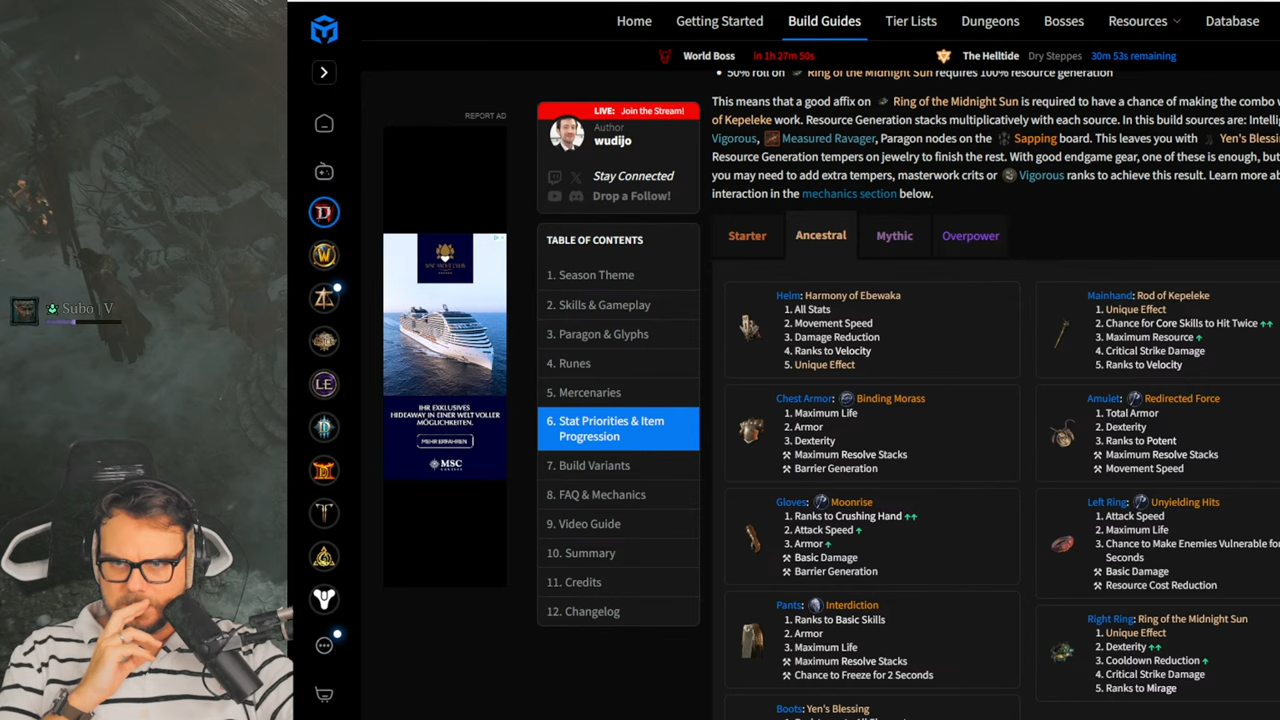 Home Getting Started Build Guides Tier Lists Dungeons Bosses Resources Database
World Boss in 1h 27m 50s The Helltide Dry Steppes 30m 53s remaining
• 50% roll on Ring of the Midnight Sun requires 100% resource generation
This means that a good affix on Ring of the Midnight Sun is required to have a chance of making the combo
of Kepeleke work. Resource Generation stacks multiplicatively with each source. In this build sources are:
Vigorous, Measured Ravager, Paragon nodes on the Sapping board. This leaves you with Yen's
Resource Generation tempers on jewelry to finish the rest. With good endgame gear, one of these is enough,
you may need to add extra tempers, masterwork crits or Vigorous ranks to achieve this result. Learn more
interaction in the mechanics section below.
REPORT AD
LIVE: Join the Stream!
Author
wudijo
Stay Connected
Drop a Follow!
TABLE OF CONTENTS
1. Season Theme
2. Skills & Gameplay
3. Paragon & Glyphs
4. Runes
5. Mercenaries
6. Stat Priorities & Item
Progression
7. Build Variants
8. FAQ & Mechanics
9. Video Guide
10. Summary
11. Credits
12. Changelog
IHR EXKLUSIVES
HIDEAWAY IN EINER WELT VOLLER
MÖGLICHKEITEN.
MEHR ERFAHREN
MSC
Subo | V
LE
Starter Ancestral Mythic Overpower
Helm: Harmony of Ebewaka
1. All Stats
2. Movement Speed
3. Damage Reduction
4. Ranks to Velocity
5. Unique Effect
Mainhand: Rod of Kepeleke
1. Unique Effect
2. Chance for Core Skills to Hit Twice
3. Maximum Resource
4. Critical Strike Damage
5. Ranks to Velocity
Chest Armor: Binding Morass
1. Maximum Life
2. Armor
3. Dexterity
Maximum Resolve Stacks
Barrier Generation
Amulet: Redirected Force
1. Total Armor
2. Dexterity
3. Ranks to Potent
Maximum Resolve Stacks
Movement Speed
Gloves: Moonrise
1. Ranks to Crushing Hand
2. Attack Speed
3. Armor
Basic Damage
Barrier Generation
Left Ring: Unyielding Hits
1. Attack Speed
2. Maximum Life
3. Chance to Make Enemies Vulnerable for
Seconds
Basic Damage
Resource Cost Reduction
Pants: Interdiction
1. Ranks to Basic Skills
2. Armor
3. Maximum Life
Maximum Resolve Stacks
Chance to Freeze for 2 Seconds
Right Ring: Ring of the Midnight Sun
1. Unique Effect
2. Dexterity
3. Cooldown Reduction
4. Critical Strike Damage
5. Ranks to Mirage
Boots: Yen's Blessing